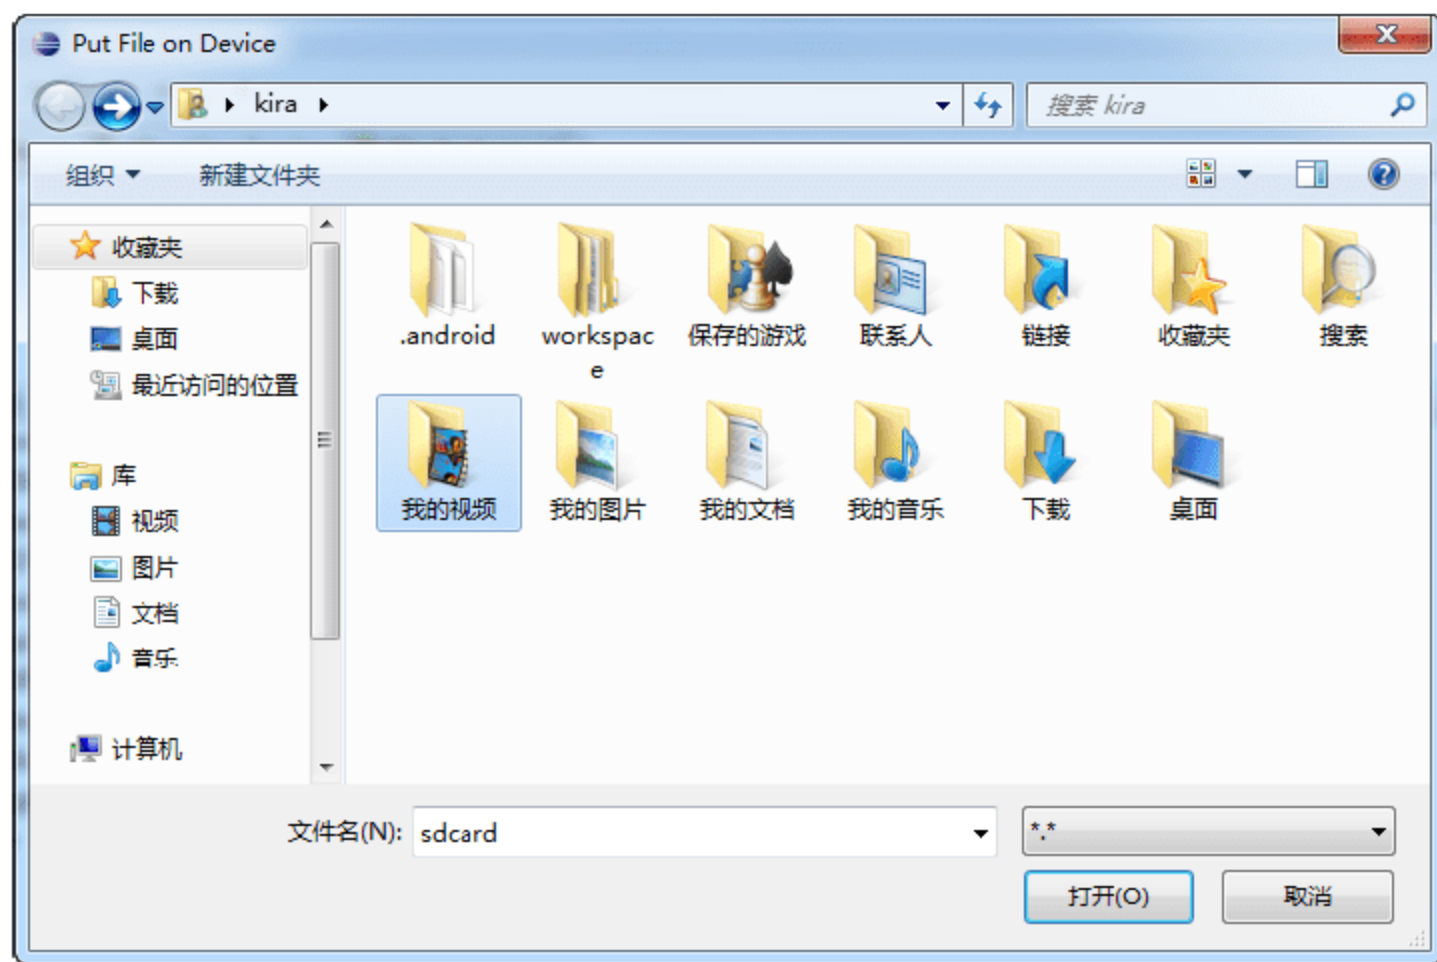 Put File on Device
kira
搜索 kira
组织
新建文件夹
收藏夹
下载
桌面
最近访问的位置
库
视频
图片
文档
音乐
计算机
.android
workspac
e
保存的游戏
联系人
链接
收藏夹
搜索
我的视频
我的图片
我的文档
我的音乐
下载
桌面
文件名(N):
sdcard
*.*
打开(O)
取消